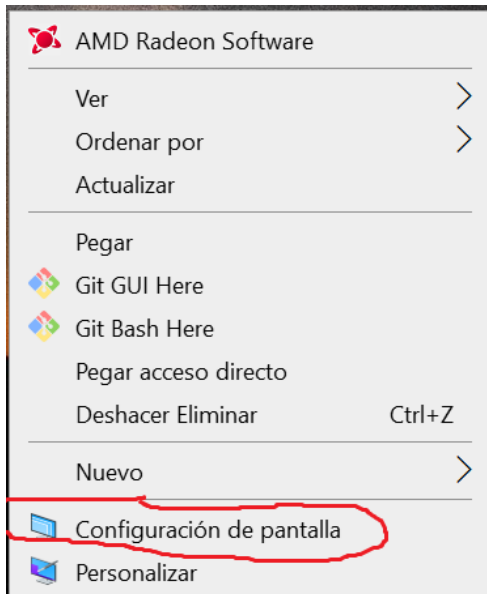 AMD Radeon Software
Ver
Ordenar por
Actualizar
Pegar
Git GUI Here
Git Bash Here
Pegar acceso directo
Deshacer Eliminar Ctrl+Z
Nuevo
Configuración de pantalla
Personalizar